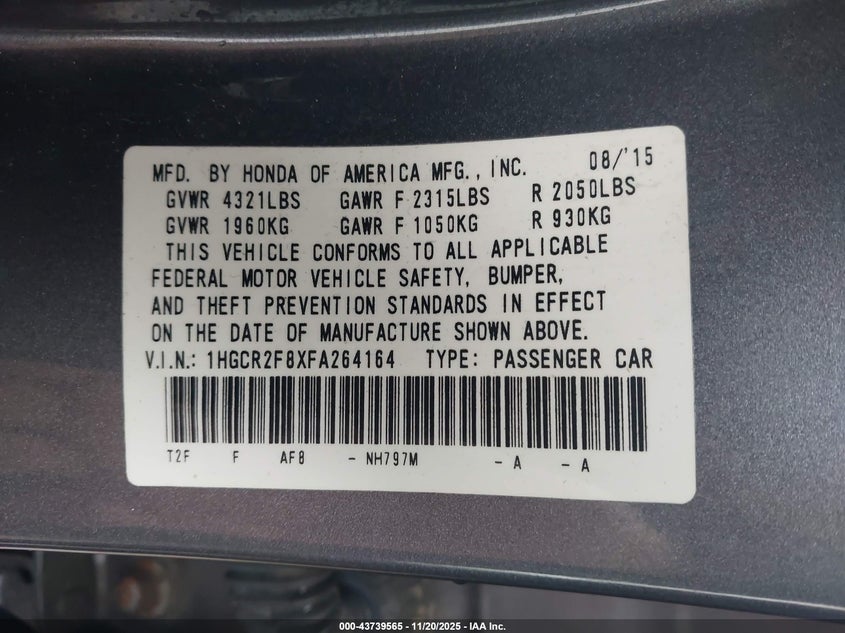 MFD. BY HONDA OF AMERICA MFG., INC. 08/'15
GVWR 4321LBS GAWR F 2315LBS R 2050LBS
GVWR 1960KG GAWR F 1050KG R 930KG
THIS VEHICLE CONFORMS TO ALL APPLICABLE
FEDERAL MOTOR VEHICLE SAFETY, BUMPER,
AND THEFT PREVENTION STANDARDS IN EFFECT
ON THE DATE OF MANUFACTURE SHOWN ABOVE.
V.I.N.: 1HGCR2F8XFA264164 TYPE: PASSENGER CAR
T2F F AF8 - NH797M - A - A
000-43739565 - 11/20/2025 - IAA Inc.